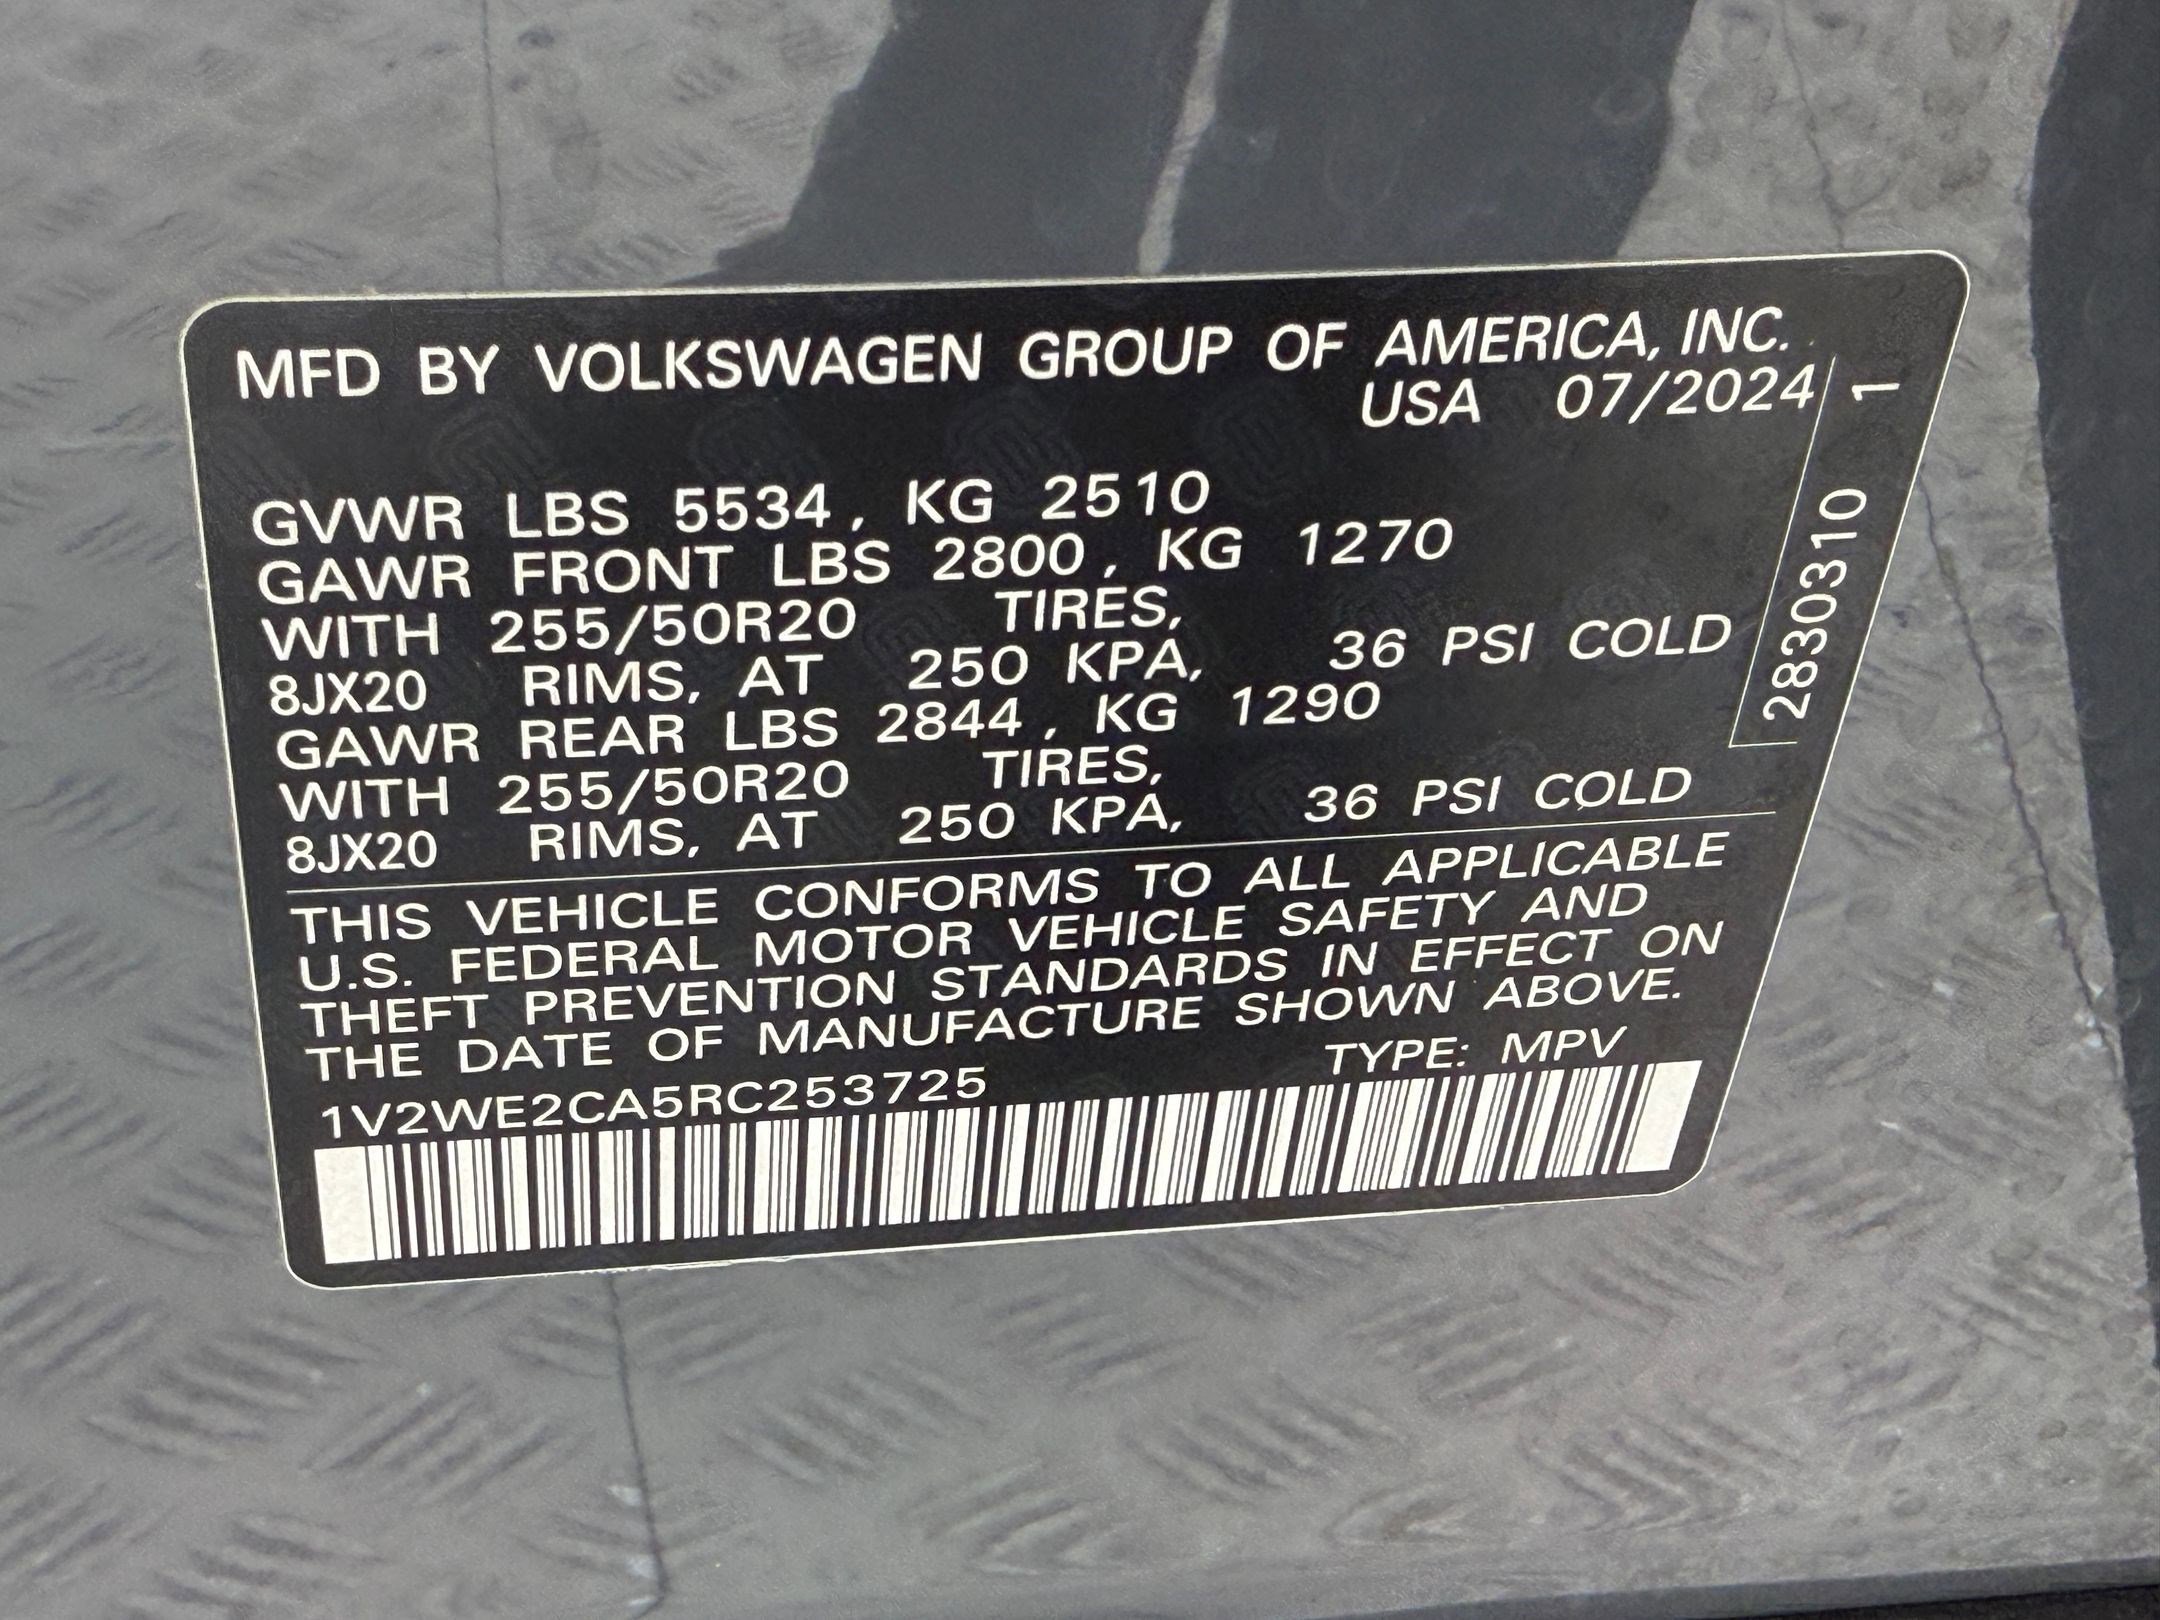 MFD BY VOLKSWAGEN GROUP OF AMERICA, INC.
USA 07/2024
GVWR LBS 5534, KG 2510
GAWR FRONT LBS 2800, KG 1270
WITH 255/50R20 TIRES,
8JX20 RIMS, AT 250 KPA, 36 PSI COLD
GAWR REAR LBS 2844, KG 1290
WITH 255/50R20 TIRES,
8JX20 RIMS, AT 250 KPA, 36 PSI COLD
THIS VEHICLE CONFORMS TO ALL APPLICABLE
U.S. FEDERAL MOTOR VEHICLE SAFETY AND
THEFT PREVENTION STANDARDS IN EFFECT ON
THE DATE OF MANUFACTURE SHOWN ABOVE.
TYPE: MPV
1V2WE2CA5RC253725
2830310 1